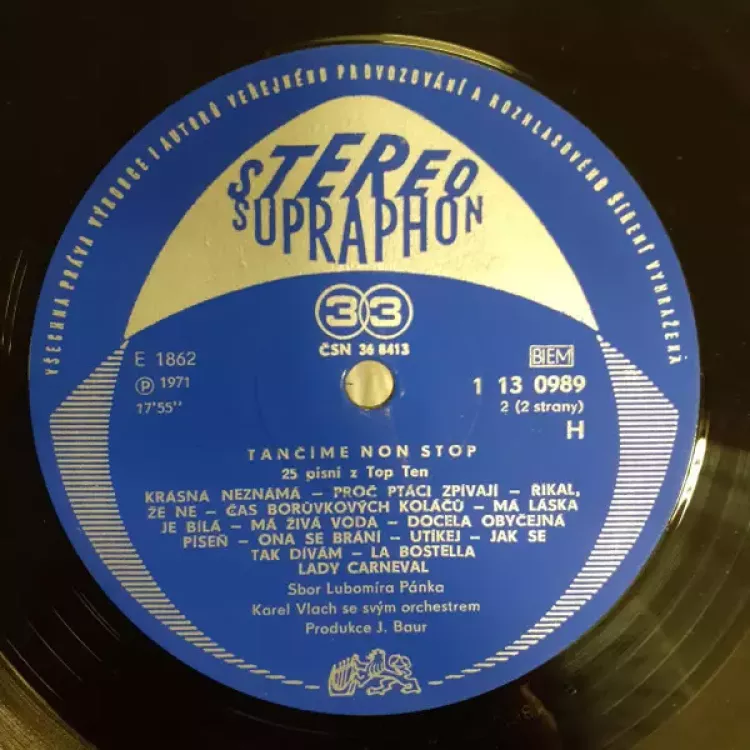 VŠECHNA PRÁVA VÝROBCE I AUTORŮ VEŘEJNÉHO PROVOZOVÁNÍ A ROZHLASOVÉHO ŠÍŘENÍ VYHRAŽENA
STEREO
SUPRAPHON
33
ČSN 36 8413
E 1862
BIEM
Ⓟ 1971
1 13 0989
17'55''
2 (2 strany)
H
TANČÍME NON STOP
25 písní z Top Ten
KRÁSNÁ NEZNÁMÁ – PROČ PTÁCI ZPÍVAJÍ – ŘÍKAL,
ŽE NE – ČAS BORŮVKOVÝCH KOLÁČŮ – MÁ LÁSKA
JE BÍLÁ – MÁ ŽIVÁ VODA – DOCELA OBYČEJNÁ
PÍSEŇ – ONA SE BRÁNÍ – UTÍKEJ – JAK SE
TAK DÍVÁM – LA BOSTELLA
LADY CARNEVAL
Sbor Lubomíra Pánka
Karel Vlach se svým orchestrem
Produkce J. Baur